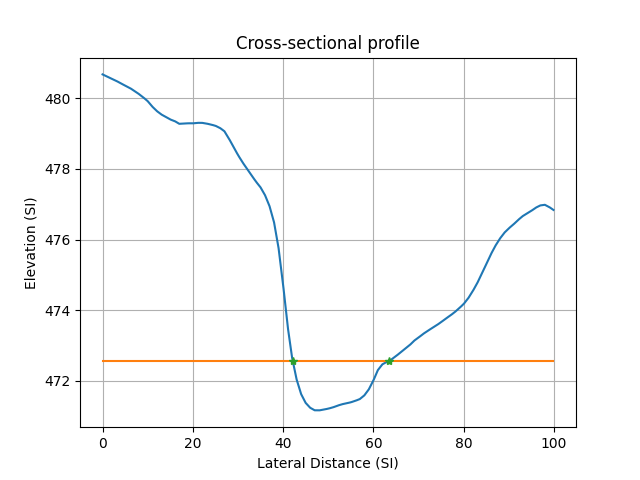 Cross-sectional profile
Elevation (SI)
480
478
476
474
472
0 20 40 60 80 100
Lateral Distance (SI)